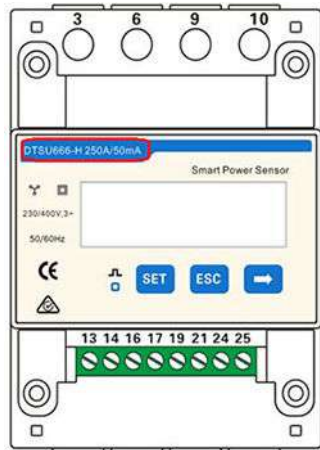 3 6 9 10
DTSU666-H 250A/50mA
Smart Power Sensor
230/400V,3~
50/60Hz
CE
SET ESC
13 14 16 17 19 21 24 25